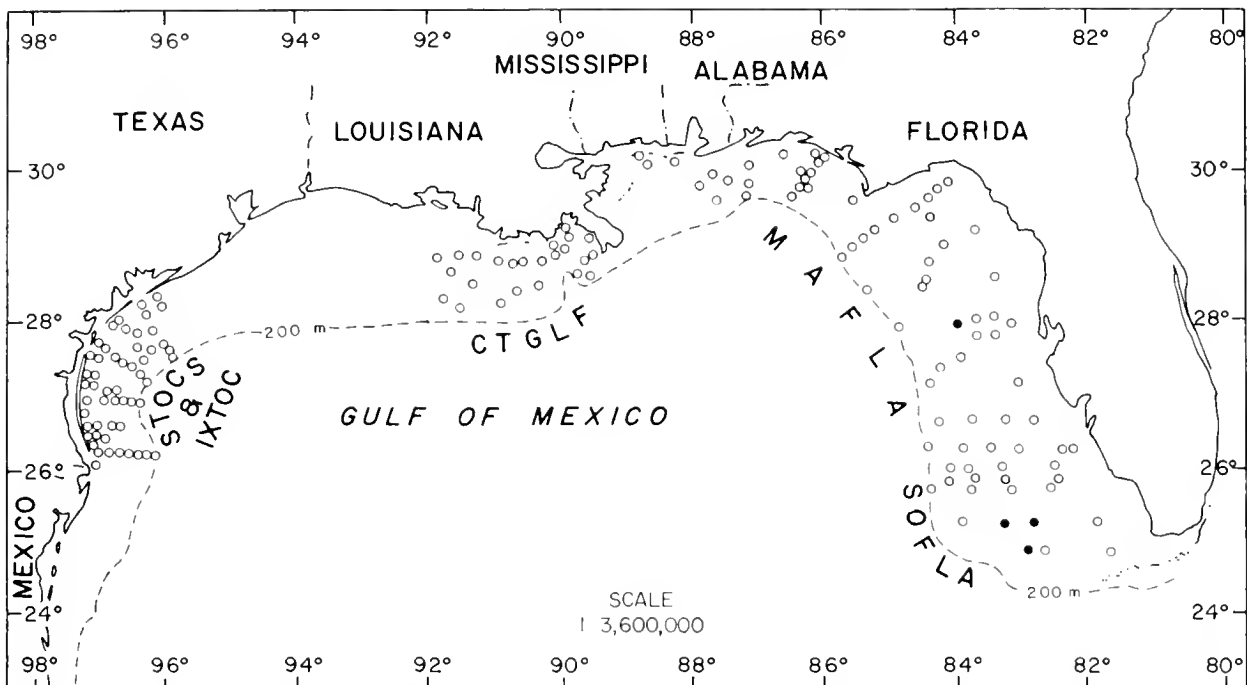 98° 96° 94° 92° 90° 88° 86° 84° 82° 80°
MISSISSIPPI ALABAMA
TEXAS LOUISIANA FLORIDA
30° 30°
MAFLA
28° 200 m 28°
CTGLF
STOCS & IXTOC
GULF OF MEXICO
26° 26°
SOFLA
MEXICO
200 m
24° SCALE 24°
1 3,600,000
98° 96° 94° 92° 90° 88° 86° 84° 82° 80°